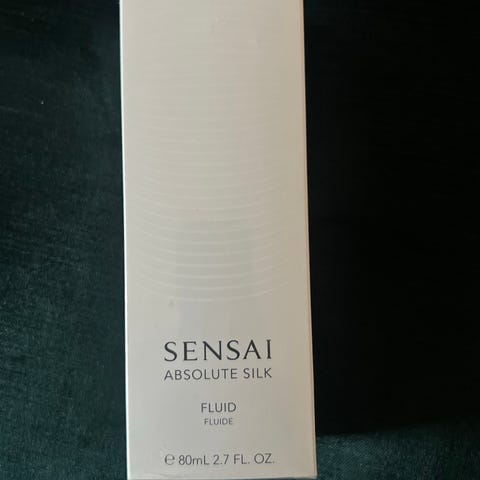 SENSAI
ABSOLUTE SILK
FLUID
FLUIDE
℮ 80mL 2.7 FL. OZ.